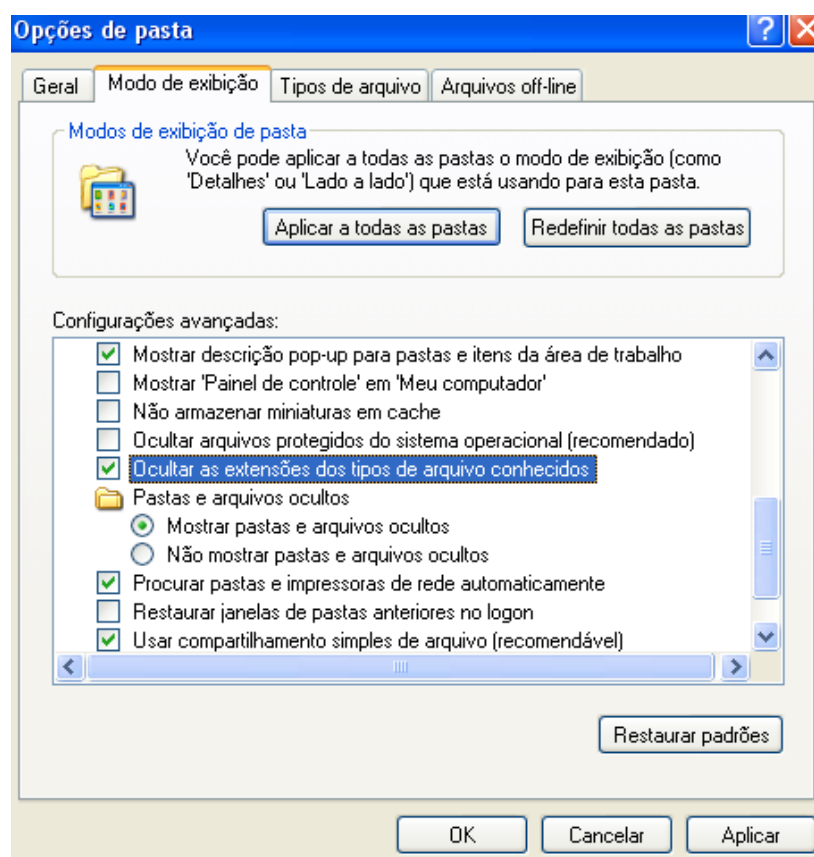 Opções de pasta
Geral Modo de exibição Tipos de arquivo Arquivos off-line
Modos de exibição de pasta
Você pode aplicar a todas as pastas o modo de exibição (como
'Detalhes' ou 'Lado a lado') que está usando para esta pasta.
Aplicar a todas as pastas Redefinir todas as pastas
Configurações avançadas:
Mostrar descrição pop-up para pastas e itens da área de trabalho
Mostrar 'Painel de controle' em 'Meu computador'
Não armazenar miniaturas em cache
Ocultar arquivos protegidos do sistema operacional (recomendado)
Ocultar as extensões dos tipos de arquivo conhecidos
Pastas e arquivos ocultos
Mostrar pastas e arquivos ocultos
Não mostrar pastas e arquivos ocultos
Procurar pastas e impressoras de rede automaticamente
Restaurar janelas de pastas anteriores no logon
Usar compartilhamento simples de arquivo (recomendável)
Restaurar padrões
OK Cancelar Aplicar